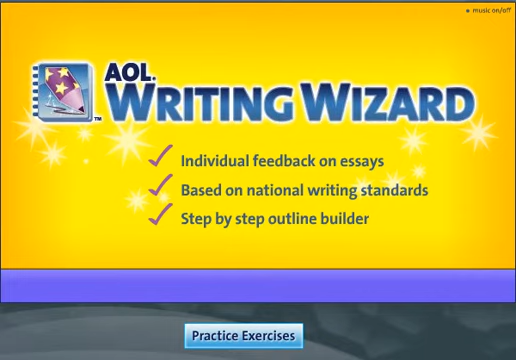 music on/off
AOL.
WRITING WIZARD
TM
Individual feedback on essays
Based on national writing standards
Step by step outline builder
Practice Exercises